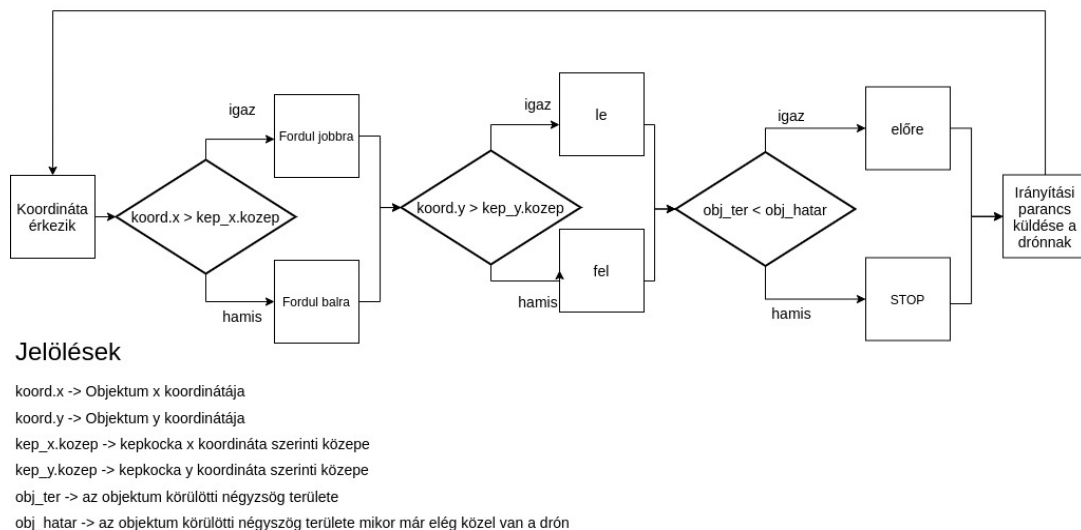 Koordináta
érkezik
koord.x > kep_x.kozep
igaz
Fordul jobbra
hamis
Fordul balra
koord.y > kep_y.kozep
igaz
le
hamis
fel
obj_ter < obj_hatar
igaz
előre
hamis
STOP
Irányítási
parancs
küldése a
drónnak
Jelölések
koord.x -> Objektum x koordinátája
koord.y -> Objektum y koordinátája
kep_x.kozep -> kepkocka x koordináta szerinti közepe
kep_y.kozep -> kepkocka y koordináta szerinti közepe
obj_ter -> az objektum körülötti négyzsög területe
obj_hatar -> az objektum körülötti négyszög területe mikor már elég közel van a drón